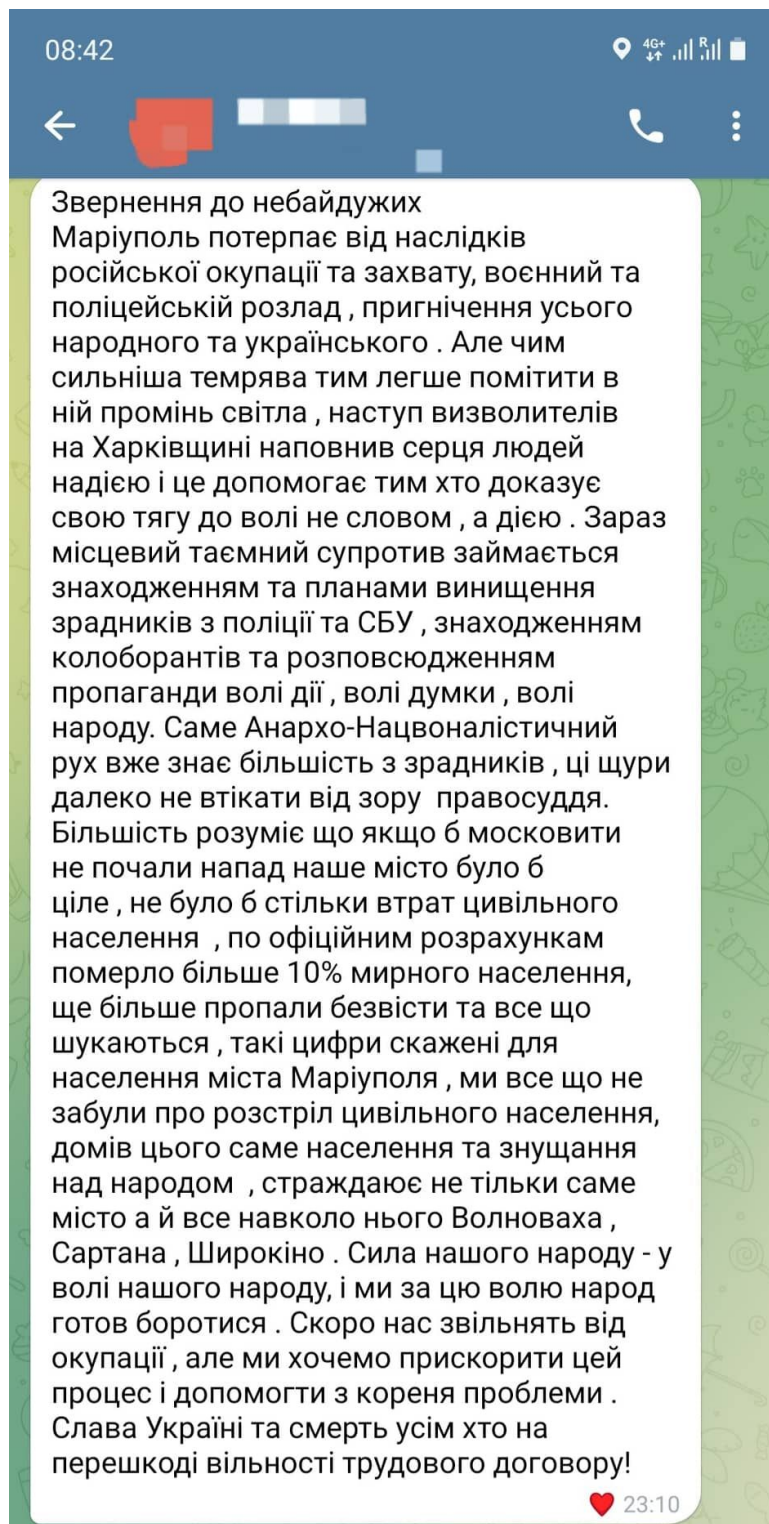 08:42
4G+
R
Звернення до небайдужих
Маріуполь потерпає від наслідків
російської окупації та захвату, воєнний та
поліцейській розлад , пригнічення усього
народного та українського . Але чим
сильніша темрява тим легше помітити в
ній промінь світла , наступ визволителів
на Харківщині наповнив серця людей
надією і це допомогає тим хто доказує
свою тягу до волі не словом , а дією . Зараз
місцевий таємний супротив займається
знаходженням та планами винищення
зрадників з поліції та СБУ , знаходженням
колоборантів та розповсюдженням
пропаганди волі дії , волі думки , волі
народу. Саме Анархо-Нацвоналістичний
рух вже знає більшість з зрадників , ці щури
далеко не втікати від зору  правосуддя.
Більшість розуміє що якщо б московити
не почали напад наше місто було б
ціле , не було б стільки втрат цивільного
населення  , по офіційним розрахункам
померло більше 10% мирного населення,
ще більше пропали безвісти та все що
шукаються , такі цифри скажені для
населення міста Маріуполя , ми все що не
забули про розстріл цивільного населення,
домів цього саме населення та знущання
над народом  , страждаює не тільки саме
місто а й все навколо нього Волноваха ,
Сартана , Широкіно . Сила нашого народу - у
волі нашого народу, і ми за цю волю народ
готов боротися . Скоро нас звільнять від
окупації , але ми хочемо прискорити цей
процес і допомогти з кореня проблеми .
Слава Україні та смерть усім хто на
перешкоді вільності трудового договору!
23:10